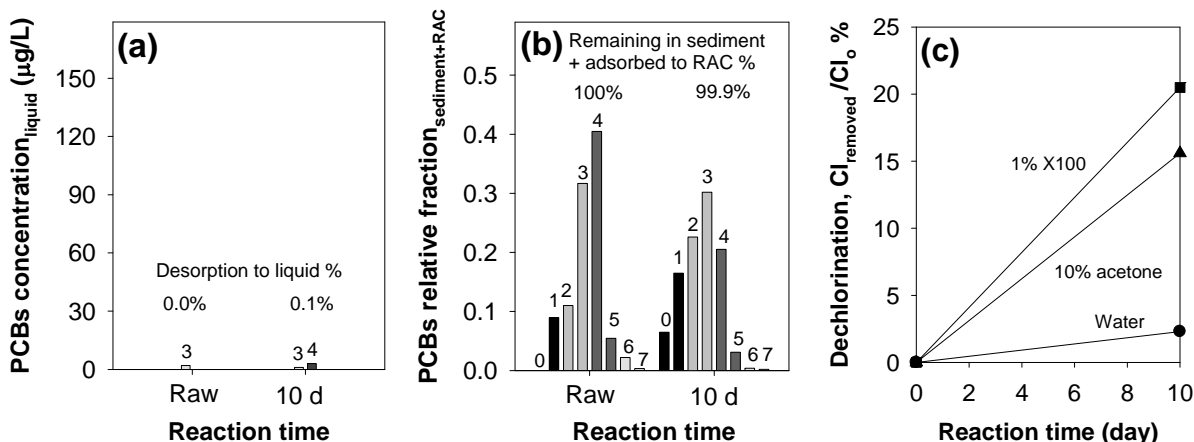 (a)
PCBs concentration_liquid (µg/L)
150
120
90
60
30
0
Desorption to liquid %
0.0% 0.1%
3 3 4
Raw 10 d
Reaction time
(b)
PCBs relative fraction_sediment+RAC
Remaining in sediment
+ adsorbed to RAC %
100% 99.9%
0.5
0.4
0.3
0.2
0.1
0.0
0 1 2 3 4 5 6 7
0 1 2 3 4 5 6 7
Raw 10 d
Reaction time
(c)
Dechlorination, Cl_removed/Cl_o %
25
20
15
10
5
0
1% X100
10% acetone
Water
0 2 4 6 8 10
Reaction time (day)